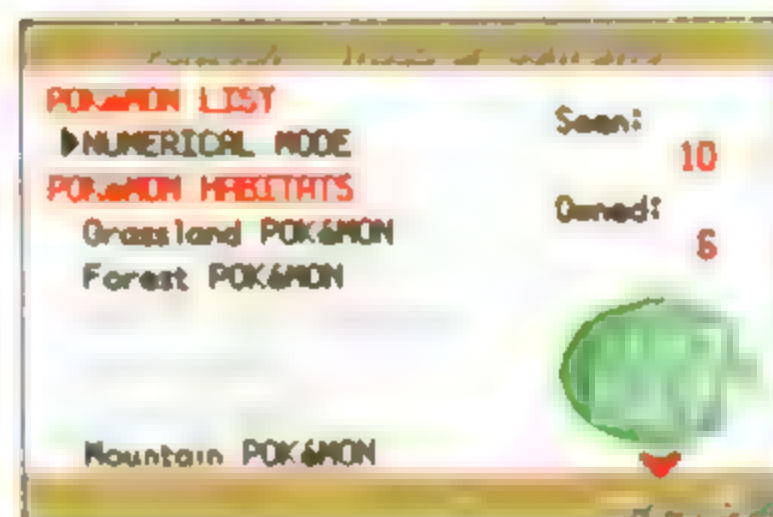 POKéMON LIST
▶NUMERICAL MODE
POKéMON HABITATS
Grassland POKéMON
Forest POKéMON
Mountain POKéMON
Seen:
10
Owned:
6